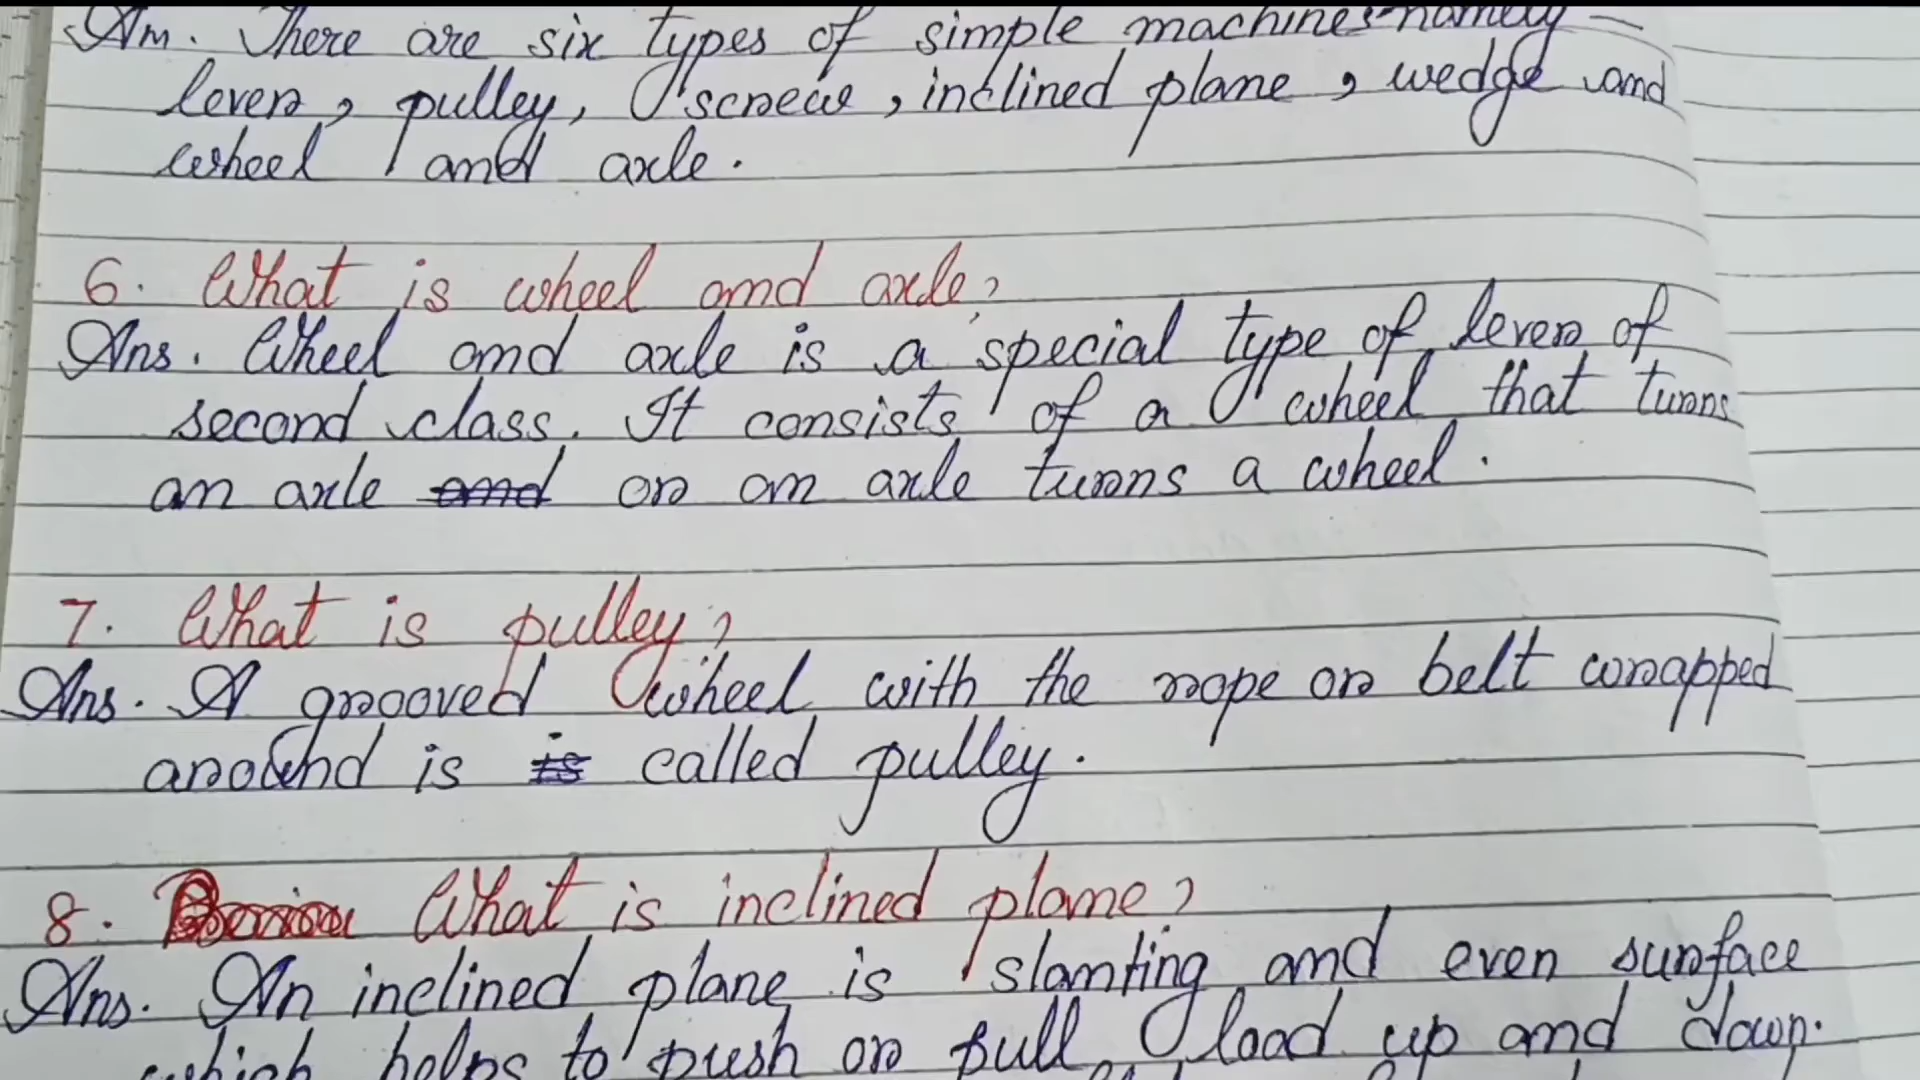 Ans. There are six types of simple machines namely –
lever, pulley, screw, inclined plane, wedge and
wheel and axle.
6. What is wheel and axle?
Ans. Wheel and axle is a special type of lever of
second class. It consists of a wheel that turns
an axle and or an axle turns a wheel.
7. What is pulley?
Ans. A grooved wheel with the rope or belt wrapped
around is is called pulley.
8. What is inclined plane?
Ans. An inclined plane is slanting and even surface
which helps to push or pull load up and down.